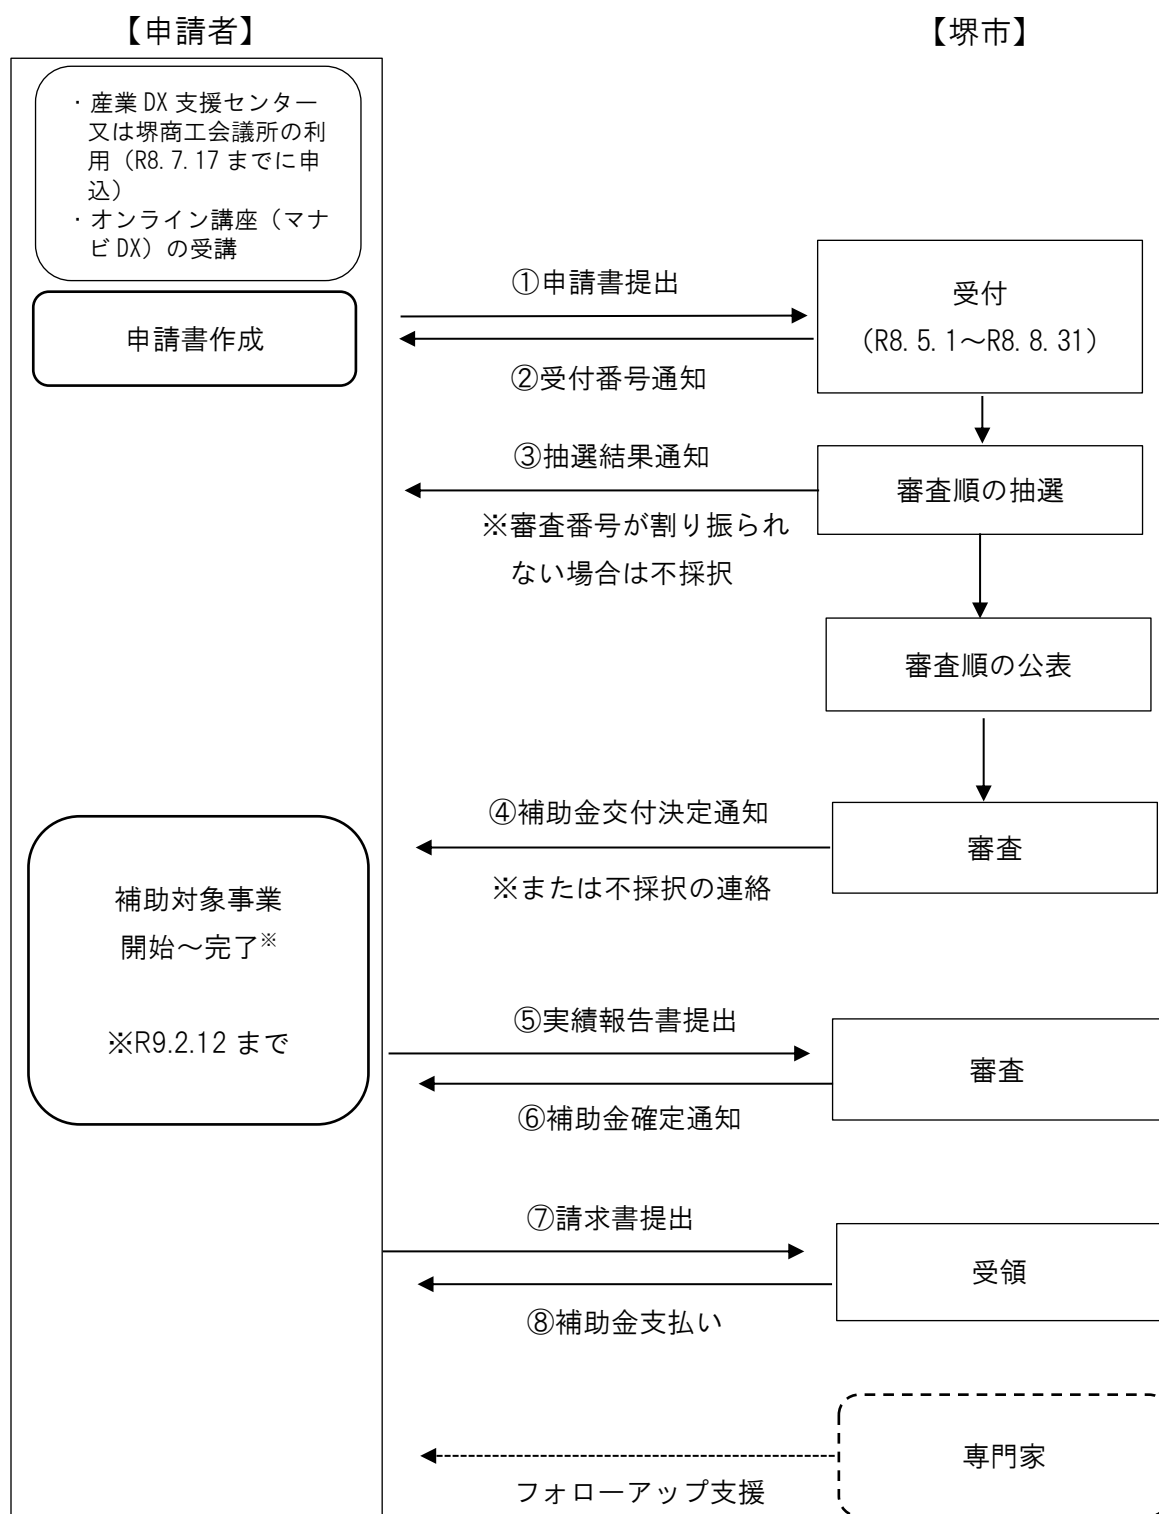 【申請者】
【堺市】
・産業 DX 支援センター
又は堺商工会議所の利
用（R8.7.17 までに申
込）
・オンライン講座（マナ
ビ DX）の受講
①申請書提出
受付
（R8.5.1～R8.8.31）
申請書作成
②受付番号通知
③抽選結果通知
審査順の抽選
※審査番号が割り振られ
ない場合は不採択
審査順の公表
④補助金交付決定通知
審査
※または不採択の連絡
補助対象事業
開始～完了※
※R9.2.12 まで
⑤実績報告書提出
審査
⑥補助金確定通知
⑦請求書提出
受領
⑧補助金支払い
専門家
フォローアップ支援